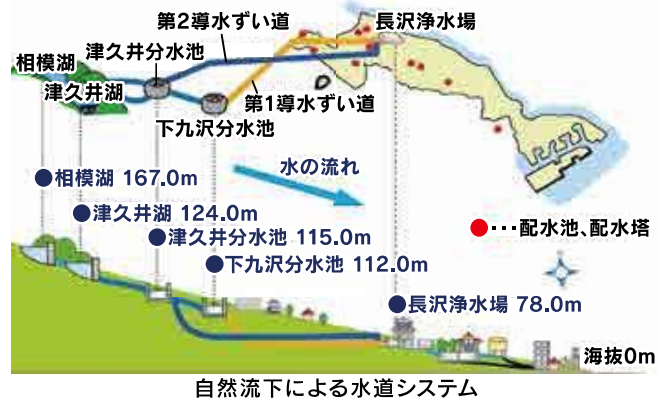 第2導水ずい道
長沢浄水場
津久井分水池
相模湖
津久井湖
第1導水ずい道
下九沢分水池
水の流れ
●相模湖 167.0m
●津久井湖 124.0m
●津久井分水池 115.0m
●下九沢分水池 112.0m
●･･･配水池、配水塔
●長沢浄水場 78.0m
海抜0m
自然流下による水道システム